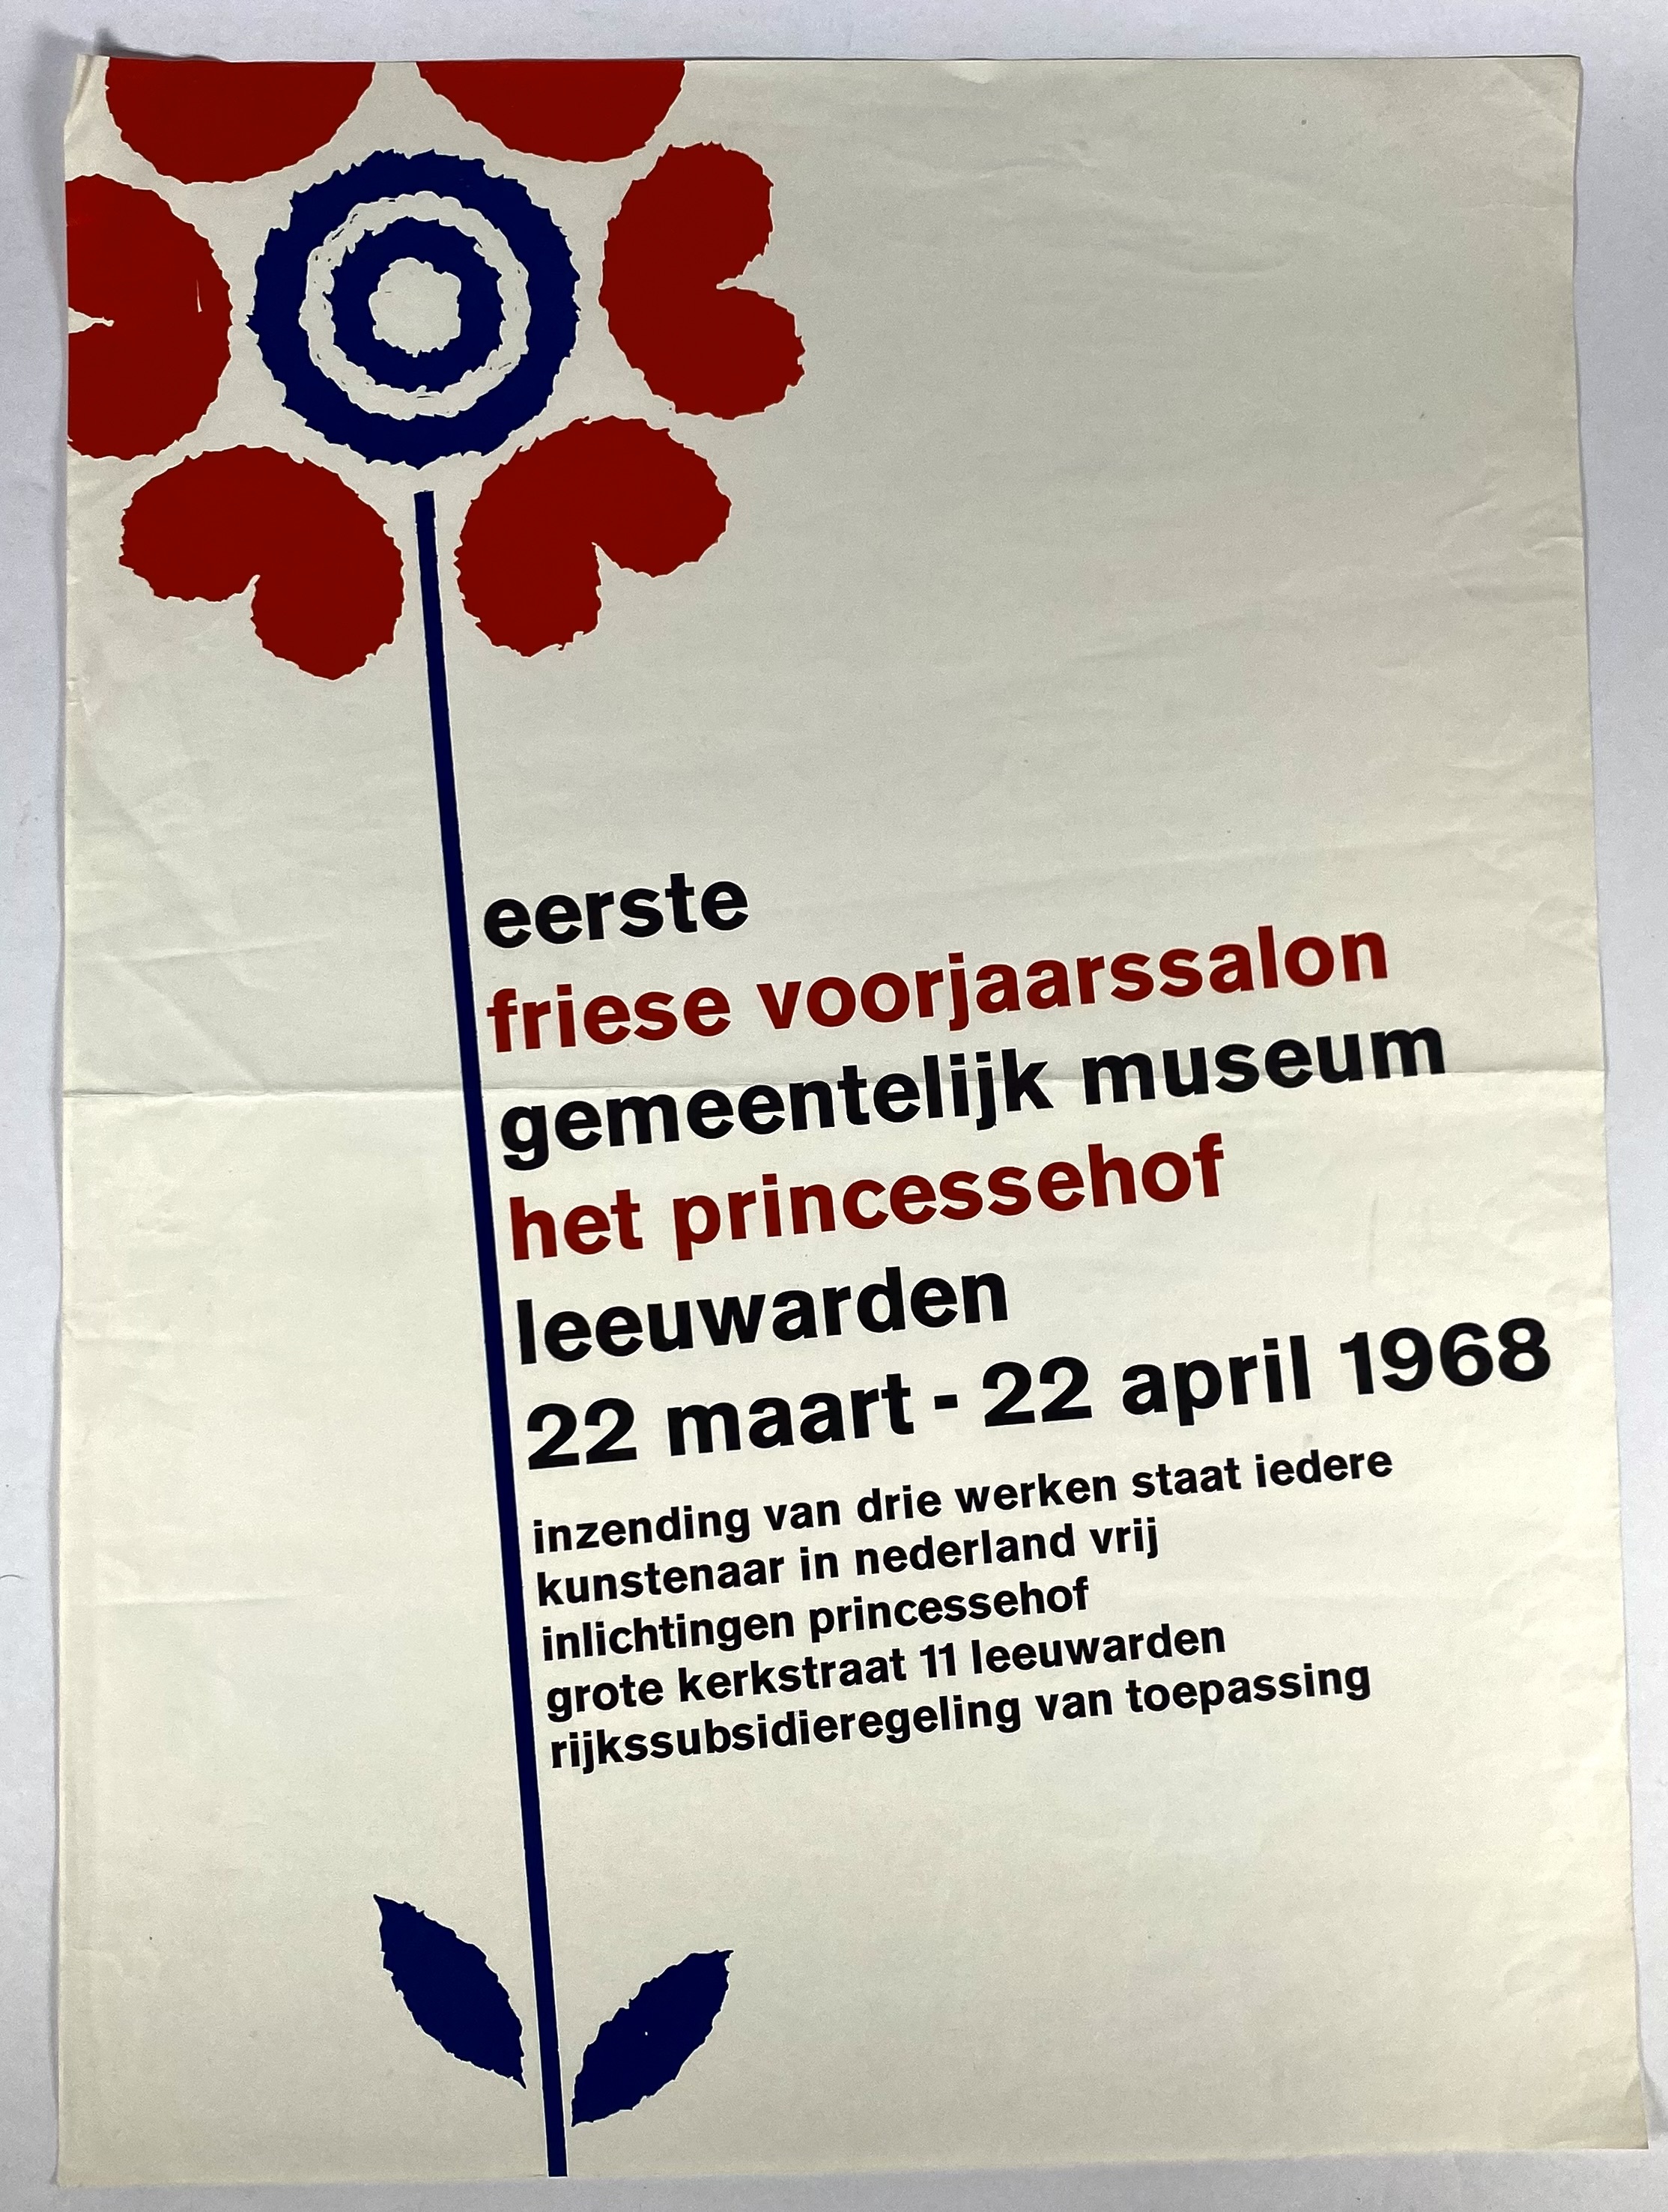 eerste
friese voorjaarssalon
gemeentelijk museum
het princessehof
leeuwarden
22 maart - 22 april 1968
inzending van drie werken staat iedere
kunstenaar in nederland vrij
inlichtingen princessehof
grote kerkstraat 11 leeuwarden
rijkssubsidieregeling van toepassing